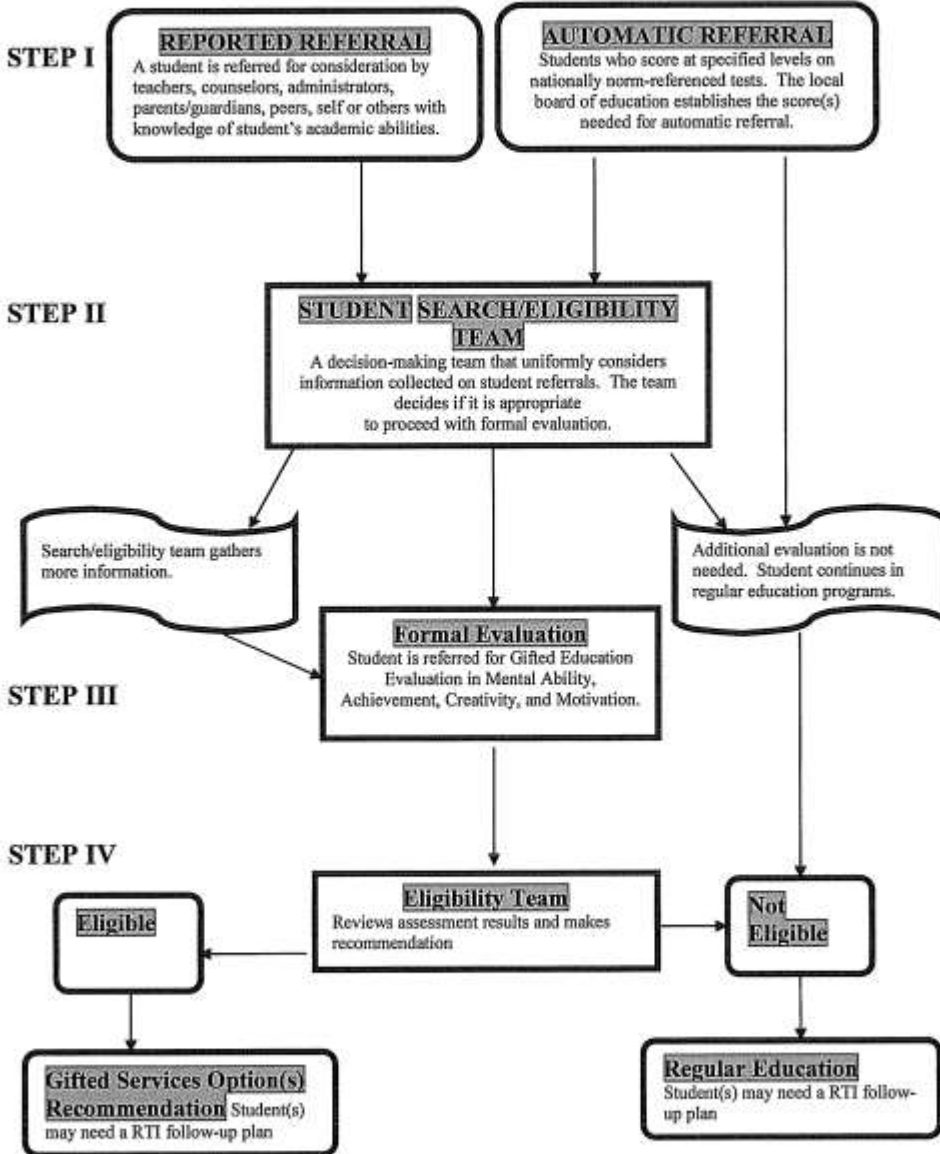 STEP I
REPORTED REFERRAL
A student is referred for consideration by
teachers, counselors, administrators,
parents/guardians, peers, self or others with
knowledge of student's academic abilities.
AUTOMATIC REFERRAL
Students who score at specified levels on
nationally norm-referenced tests. The local
board of education establishes the score(s)
needed for automatic referral.
STEP II
STUDENT SEARCH/ELIGIBILITY
TEAM
A decision-making team that uniformly considers
information collected on student referrals. The team
decides if it is appropriate
to proceed with formal evaluation.
Search/eligibility team gathers
more information.
Additional evaluation is not
needed. Student continues in
regular education programs.
STEP III
Formal Evaluation
Student is referred for Gifted Education
Evaluation in Mental Ability,
Achievement, Creativity, and Motivation.
STEP IV
Eligible
Eligibility Team
Reviews assessment results and makes
recommendation
Not
Eligible
Gifted Services Option(s)
Recommendation Student(s)
may need a RTI follow-up plan
Regular Education
Student(s) may need a RTI follow-
up plan